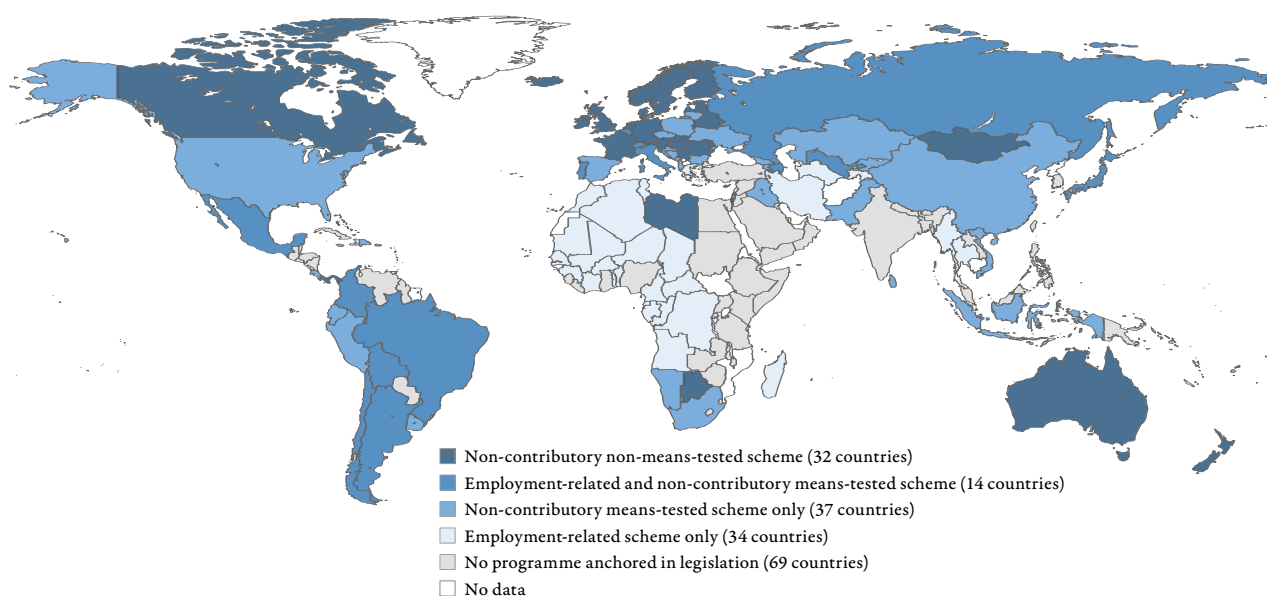 Non-contributory non-means-tested scheme (32 countries)
Employment-related and non-contributory means-tested scheme (14 countries)
Non-contributory means-tested scheme only (37 countries)
Employment-related scheme only (34 countries)
No programme anchored in legislation (69 countries)
No data